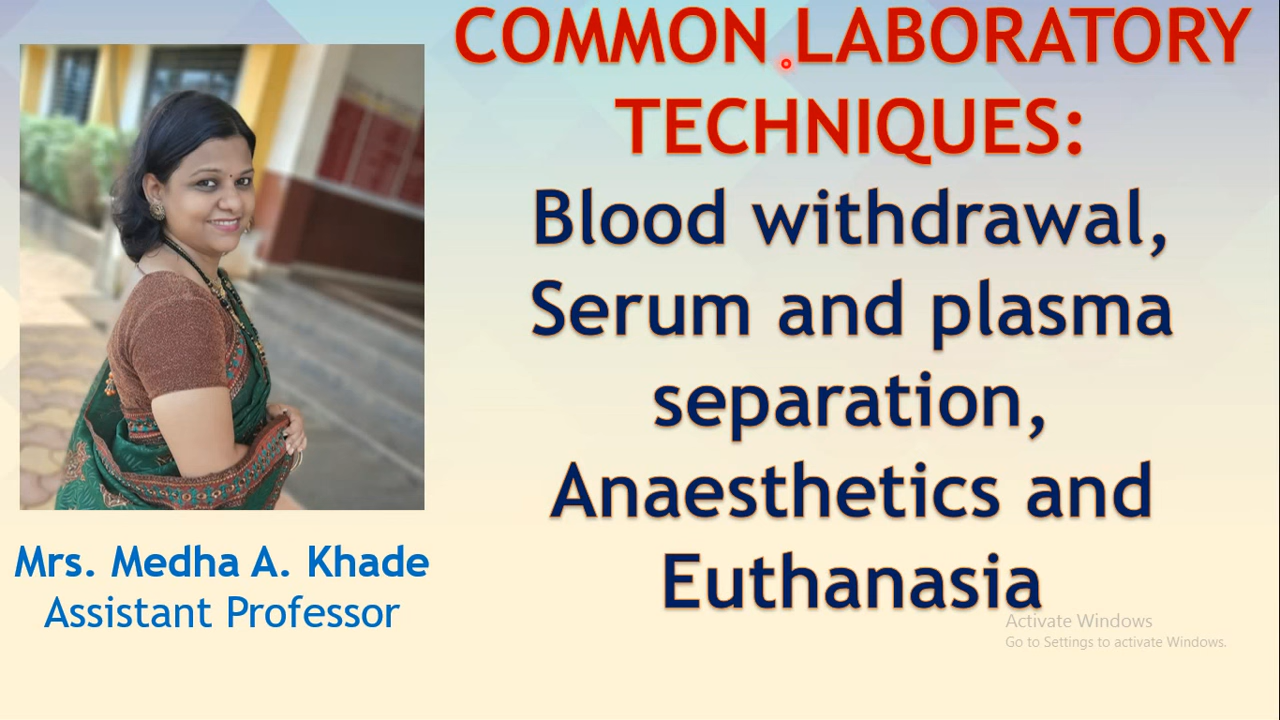 COMMON LABORATORY
TECHNIQUES:
Blood withdrawal,
Serum and plasma
separation,
Anaesthetics and
Euthanasia
Mrs. Medha A. Khade
Assistant Professor
Activate Windows
Go to Settings to activate Windows.